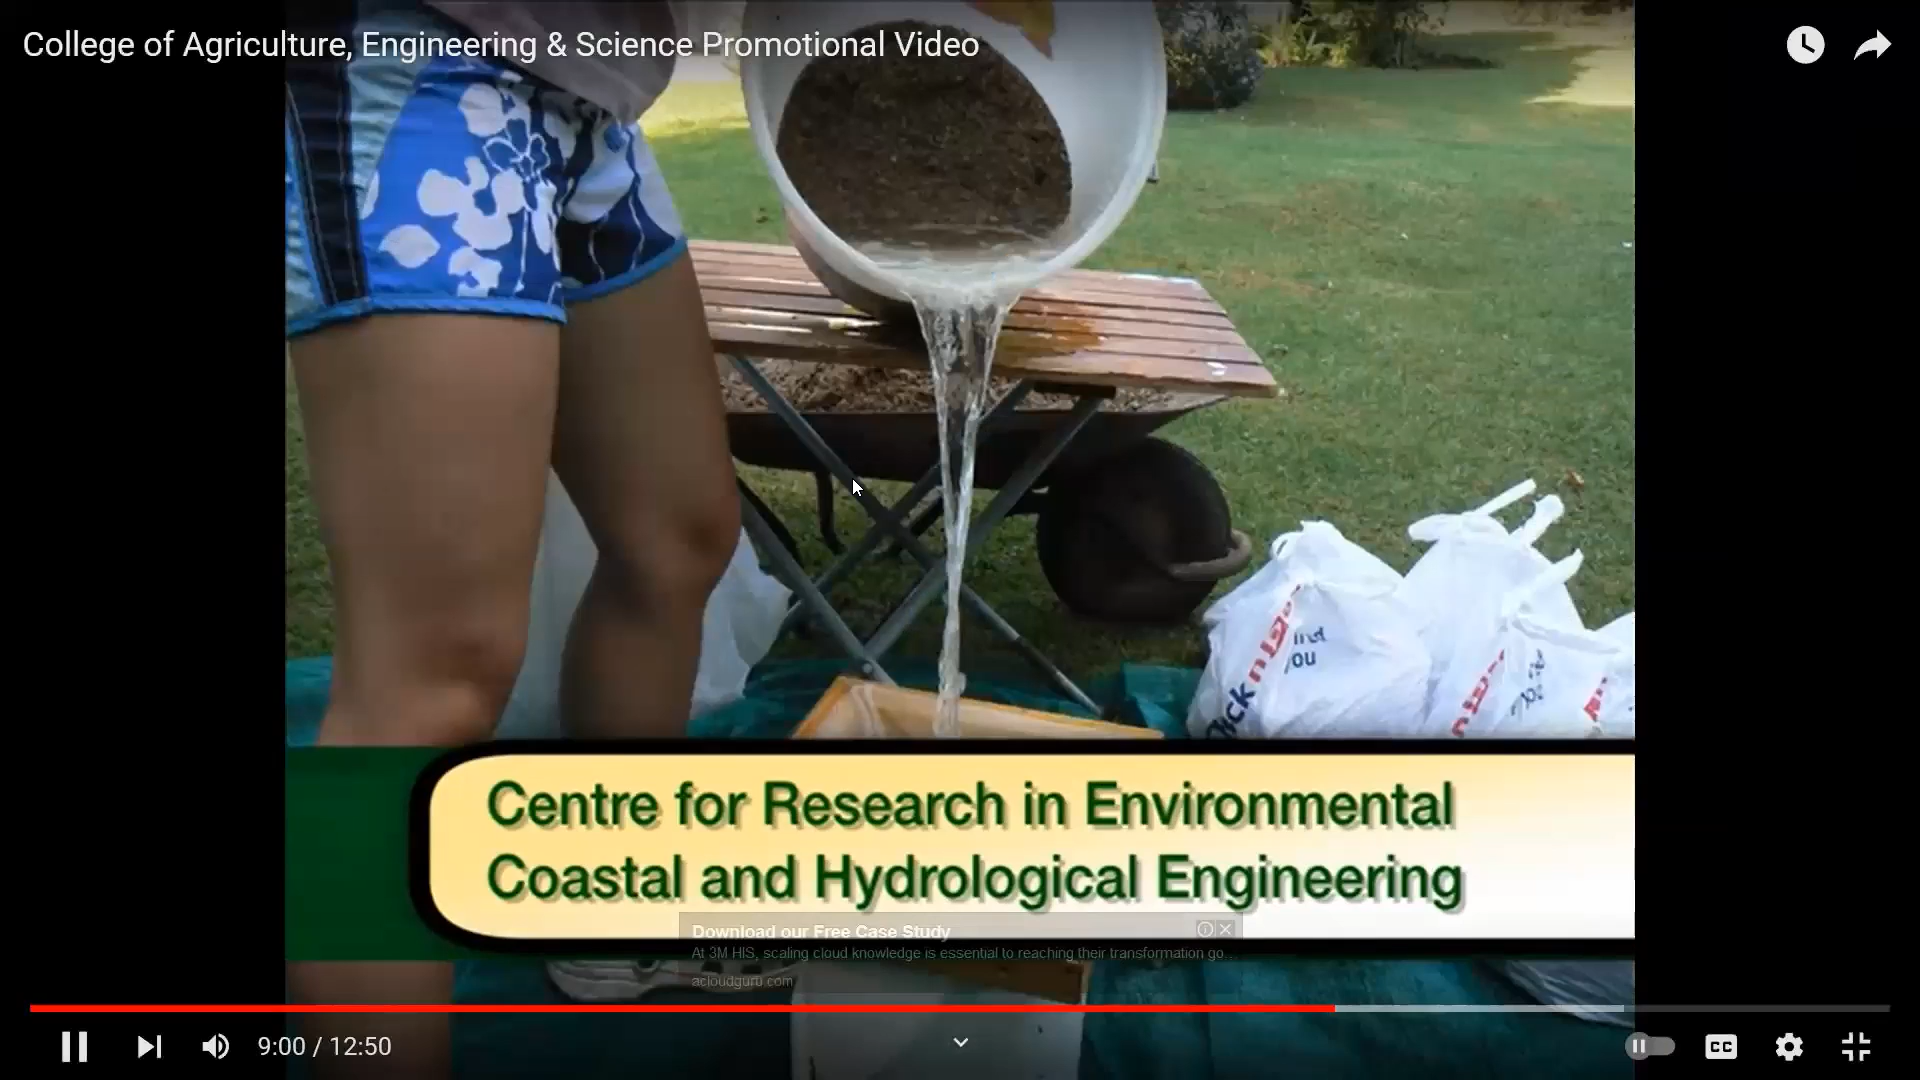 College of Agriculture, Engineering & Science Promotional Video
Pick n
Centre for Research in Environmental
Coastal and Hydrological Engineering
Download our Free Case Study
At 3M HIS, scaling cloud knowledge is essential to reaching their transformation go...
acloudguru.com
9:00 / 12:50
CC